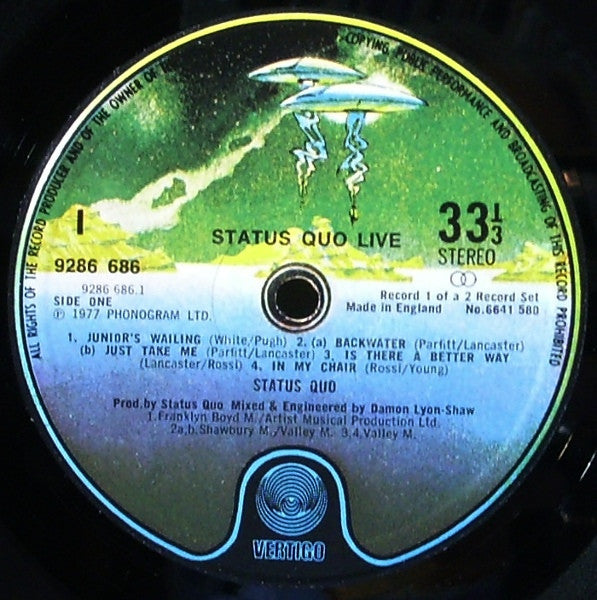 ALL RIGHTS OF THE RECORD PRODUCER AND OF THE OWNER OF
COPYING, PUBLIC PERFORMANCE AND BROADCASTING OF THIS RECORD PROHIBITED
I
STATUS QUO LIVE
33⅓
STEREO
9286 686
9286 686.1
SIDE ONE
℗ 1977 PHONOGRAM LTD.
Record 1 of a 2 Record Set
Made in England No.6641 580
1. JUNIOR'S WAILING (White/Pugh) 2. (a) BACKWATER (Parfitt/Lancaster)
(b) JUST TAKE ME (Parfitt/Lancaster) 3. IS THERE A BETTER WAY
(Lancaster/Rossi) 4. IN MY CHAIR (Rossi/Young)
STATUS QUO
Prod.by Status Quo Mixed & Engineered by Damon Lyon-Shaw
1.Franklyn Boyd M./Artist Musical Production Ltd.
2a,b.Shawbury M./Valley M. 3,4.Valley M.
VERTIGO